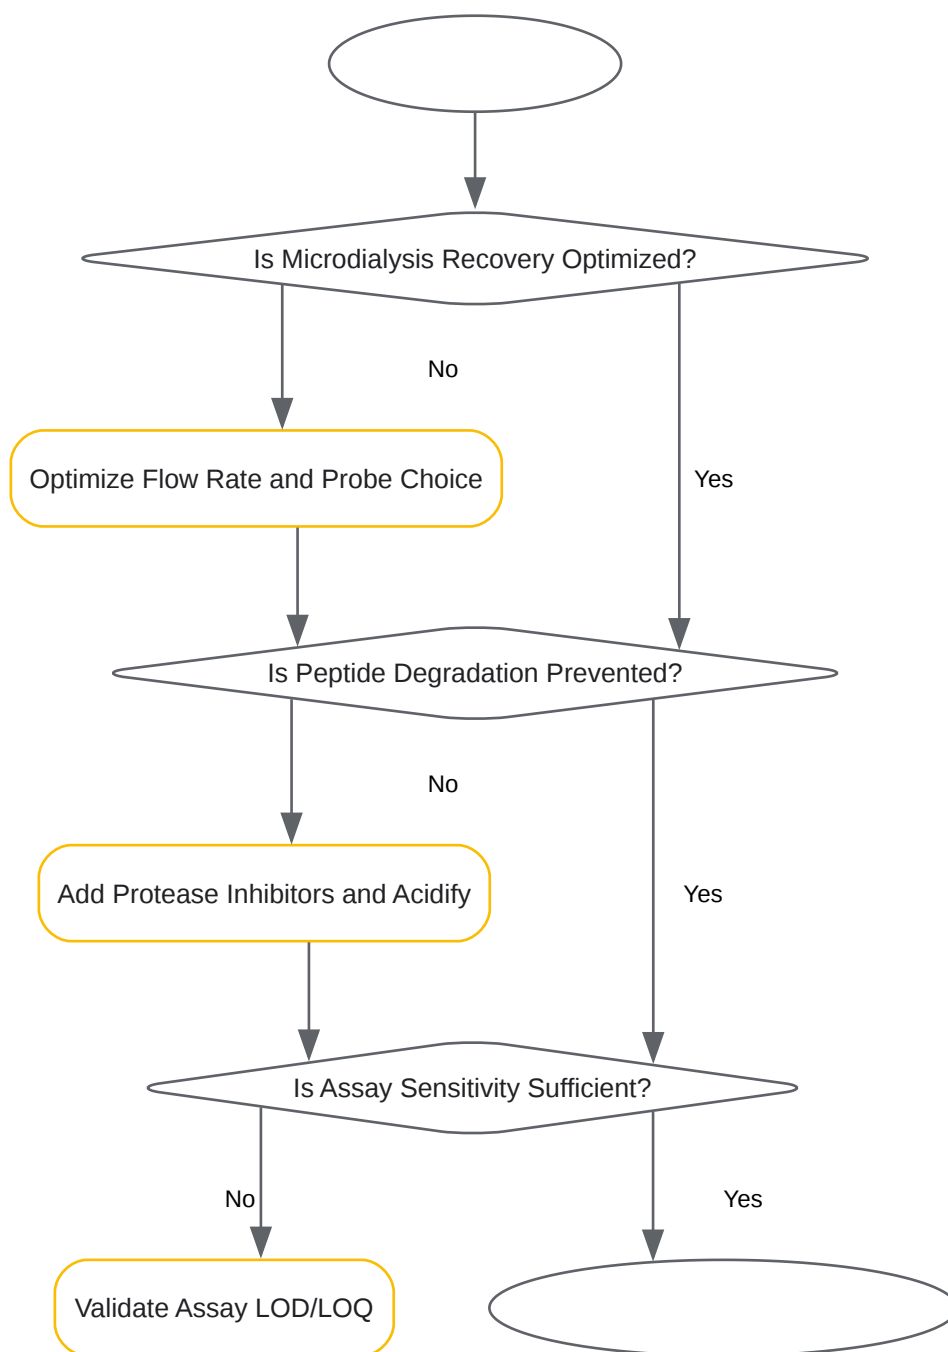 Is Microdialysis Recovery Optimized?
No
Optimize Flow Rate and Probe Choice
Yes
Is Peptide Degradation Prevented?
No
Add Protease Inhibitors and Acidify
Yes
Is Assay Sensitivity Sufficient?
No
Yes
Validate Assay LOD/LOQ